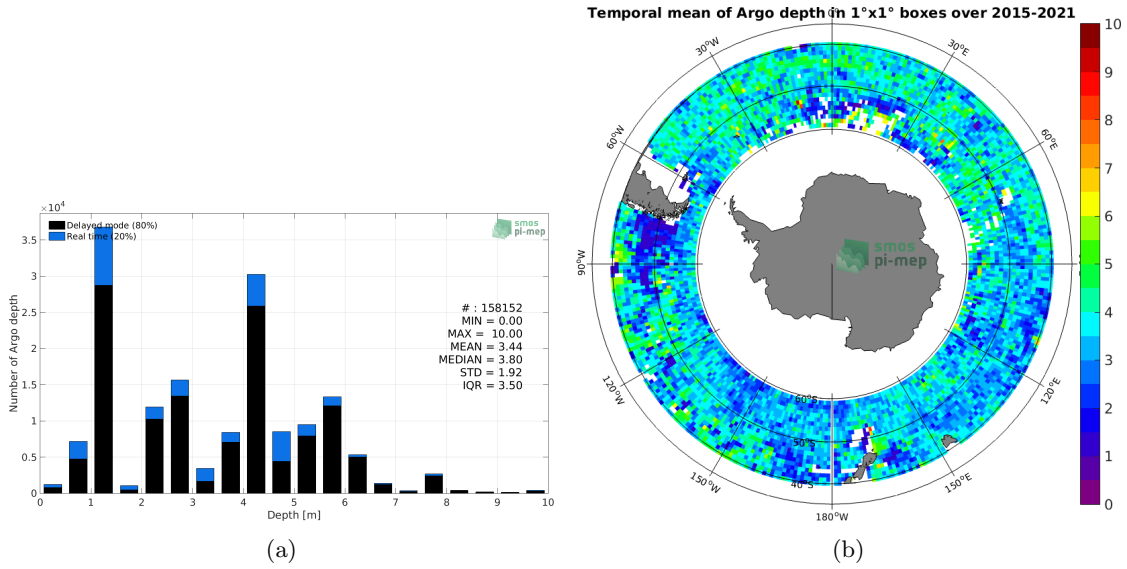 Temporal mean of Argo depth in 1°x1° boxes over 2015-2021
×10⁴
Delayed mode (80%)
Real time (20%)
smos
pi-mep
# : 158152
MIN = 0.00
MAX = 10.00
MEAN = 3.44
MEDIAN = 3.80
STD = 1.92
IQR = 3.50
Number of Argo depth
3.5
3
2.5
2
1.5
1
0.5
0
0 1 2 3 4 5 6 7 8 9 10
Depth [m]
(a)
0°
30°W
30°E
60°W
60°E
90°W
120°W
120°E
150°W
150°E
180°W
60°S
50°S
40°S
smos
pi-mep
10
9
8
7
6
5
4
3
2
1
0
(b)